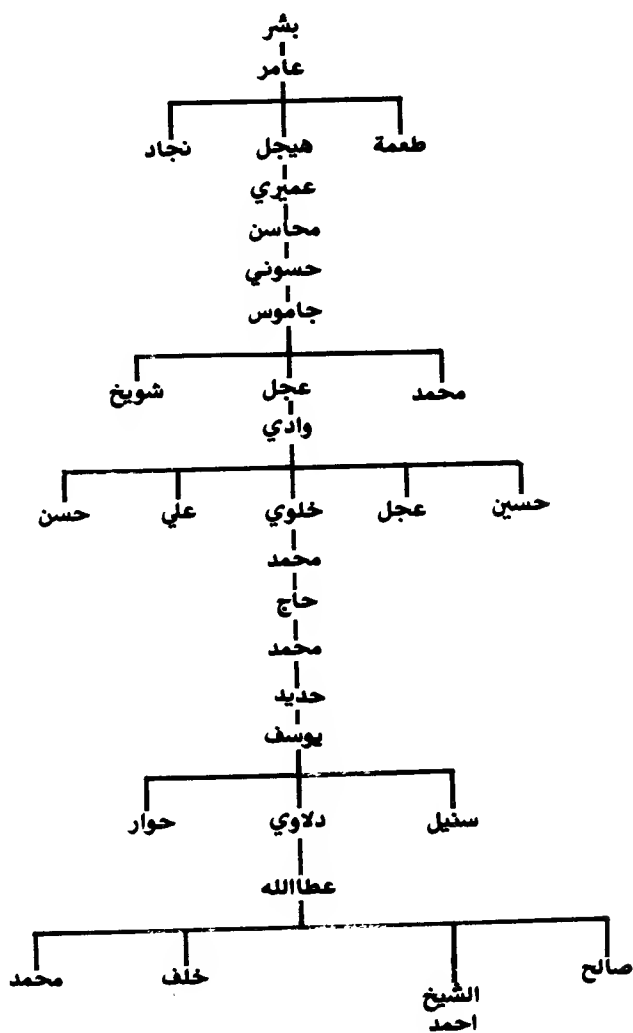 بشر
عامر
طعمة هيجل نجاد
عميري
محاسن
حسوني
جاموس
محمد عجل شويخ
وادي
حسين عجل خلوي علي حسن
محمد
حاج
محمد
حديد
يوسف
سنيل دلاوي حوار
عطاالله
صالح الشيخ احمد خلف محمد